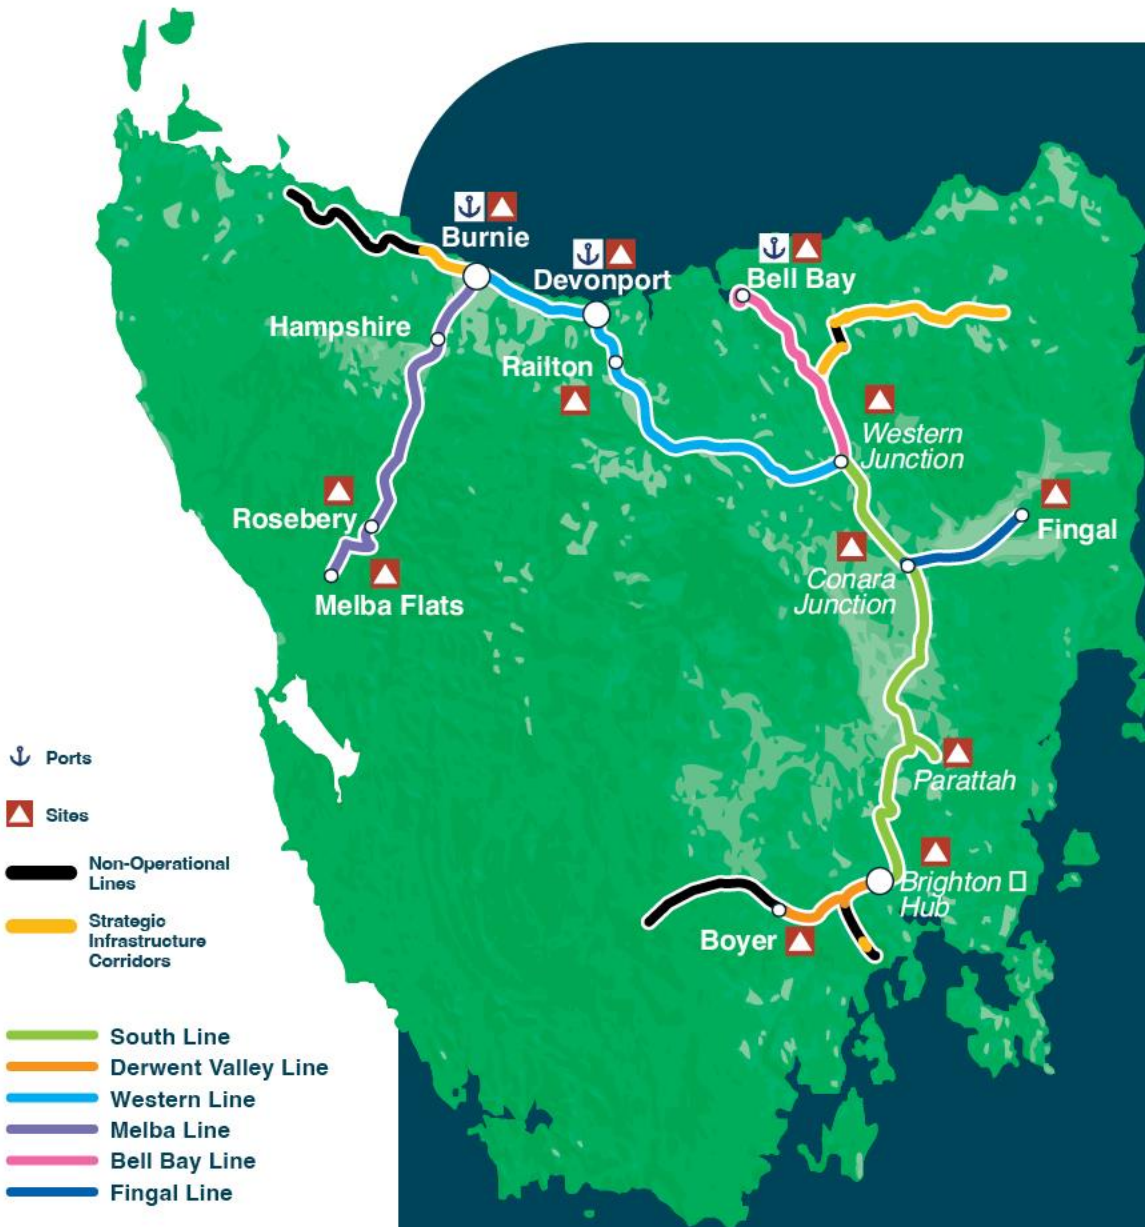 Burnie
Devonport
Bell Bay
Hampshire
Railton
Western
Junction
Rosebery
Fingal
Conara
Junction
Melba Flats
Ports
Parattah
Sites
Non-Operational
Lines
Brighton
Hub
Strategic
Infrastructure
Corridors
Boyer
South Line
Derwent Valley Line
Western Line
Melba Line
Bell Bay Line
Fingal Line